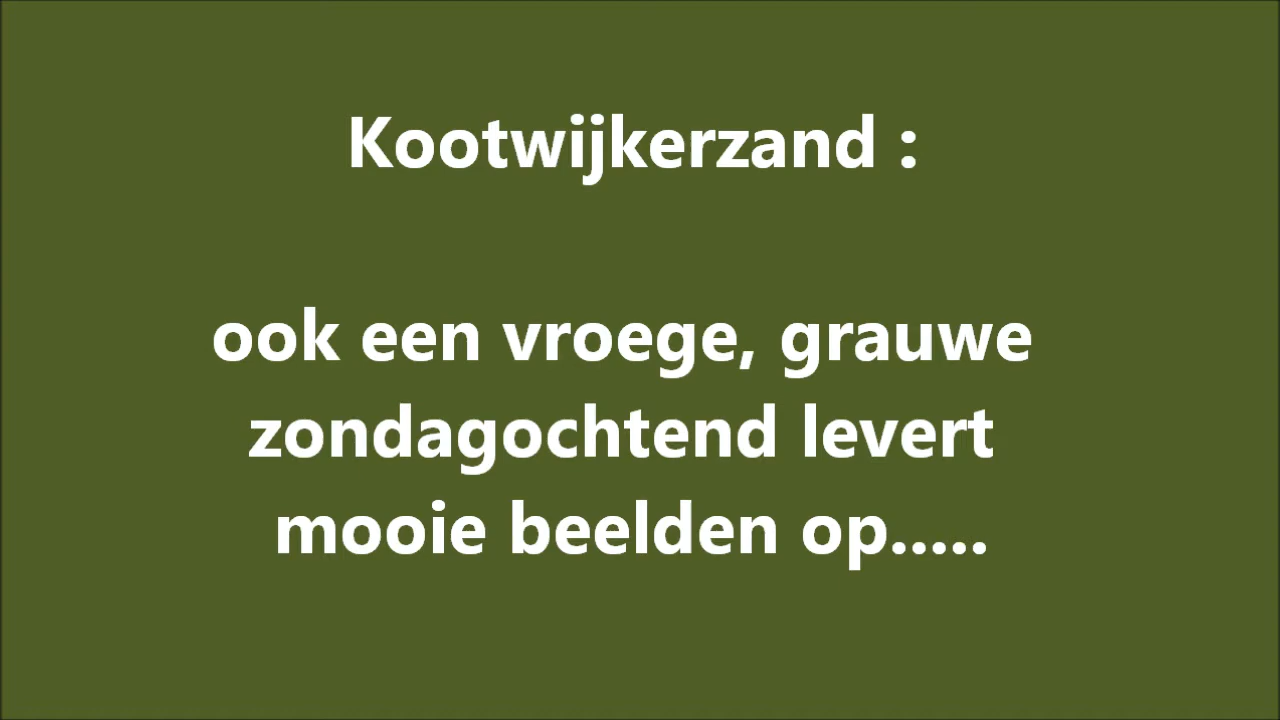 Kootwijkerzand :
ook een vroege, grauwe
zondagochtend levert
mooie beelden op.....